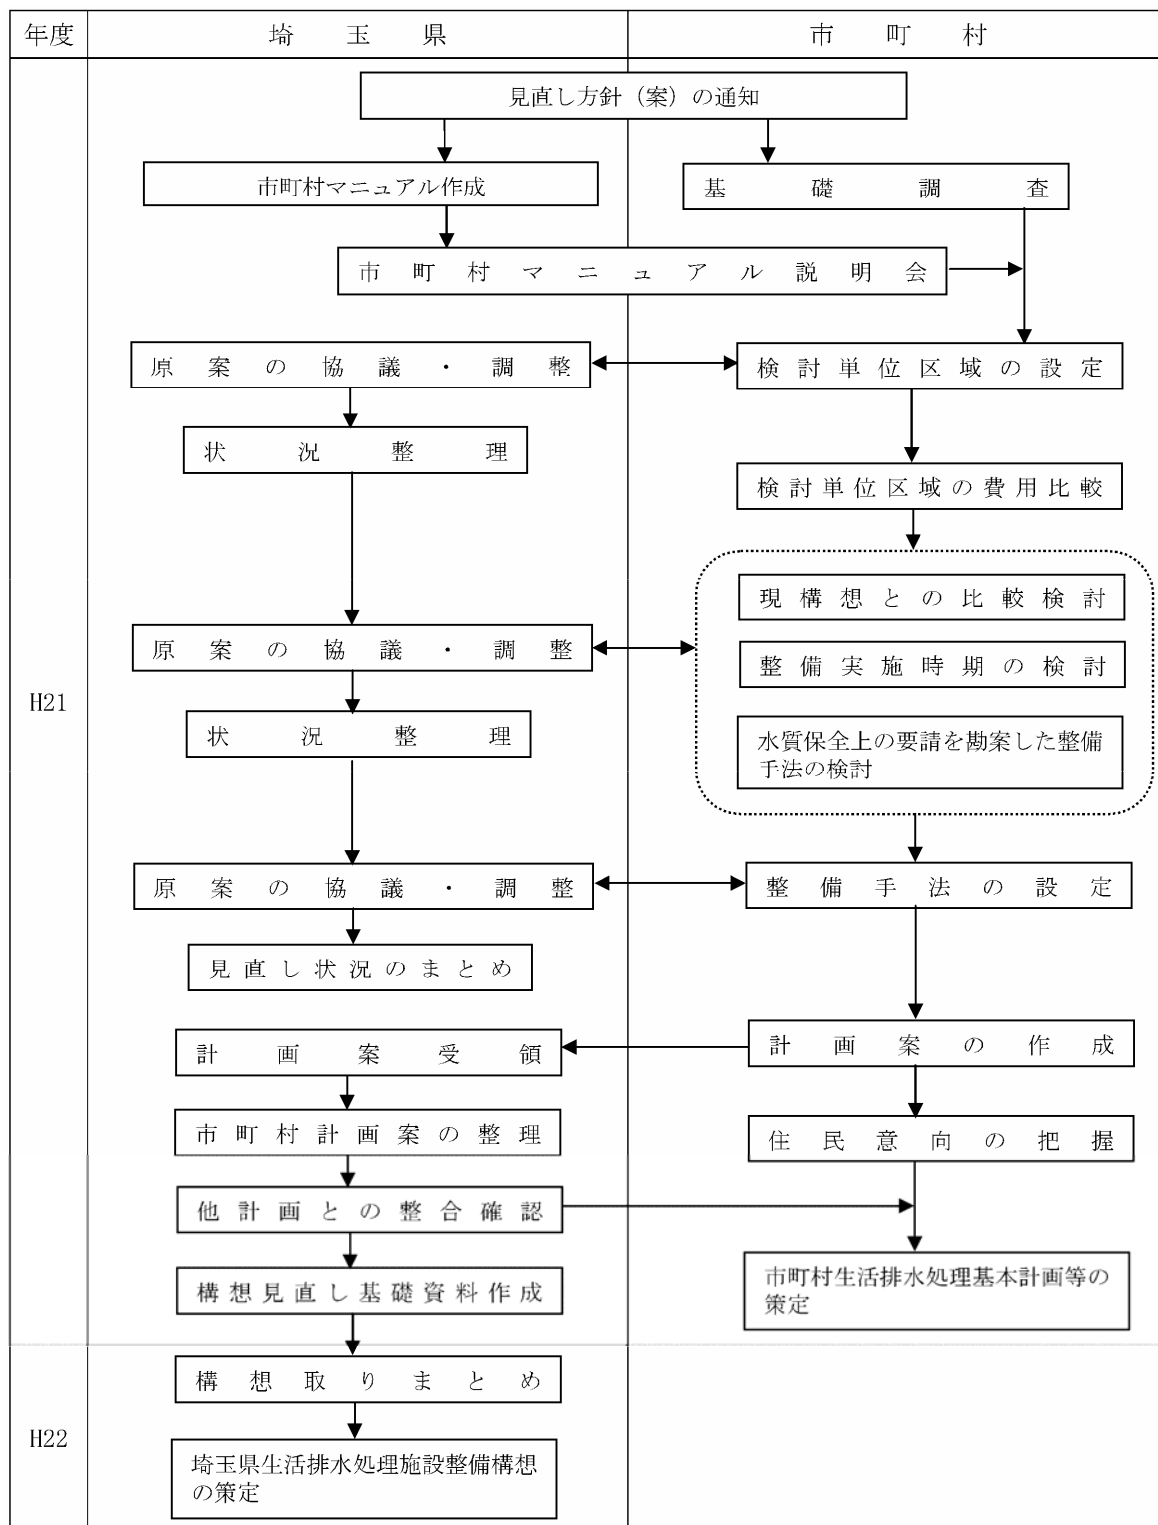 年度 埼玉県 市町村
見直し方針（案）の通知
市町村マニュアル作成
基礎調査
市町村マニュアル説明会
原案の協議・調整
検討単位区域の設定
状況整理
検討単位区域の費用比較
現構想との比較検討
原案の協議・調整
整備実施時期の検討
H21
状況整理
水質保全上の要請を勘案した整備
手法の検討
原案の協議・調整
整備手法の設定
見直し状況のまとめ
計画案受領
計画案の作成
市町村計画案の整理
住民意向の把握
他計画との整合確認
市町村生活排水処理基本計画等の
策定
構想見直し基礎資料作成
構想取りまとめ
H22
埼玉県生活排水処理施設整備構想
の策定